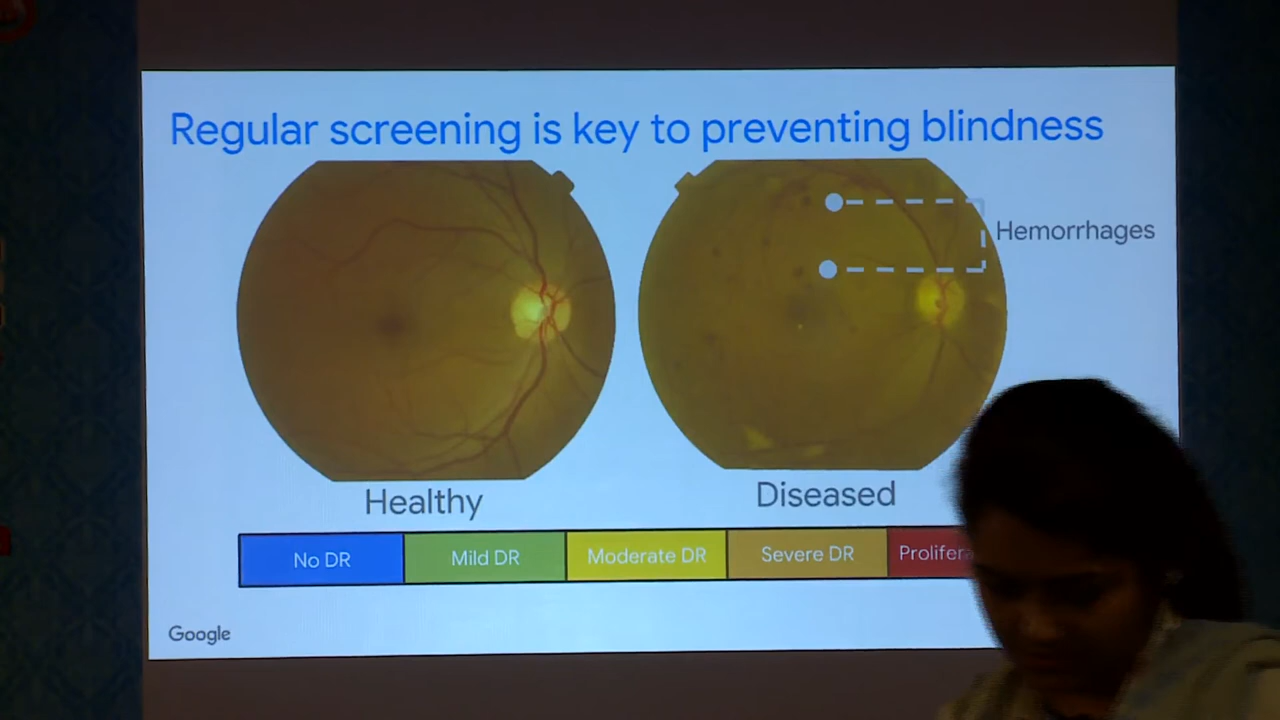 Regular screening is key to preventing blindness
Hemorrhages
Healthy
Diseased
No DR
Mild DR
Moderate DR
Severe DR
Google